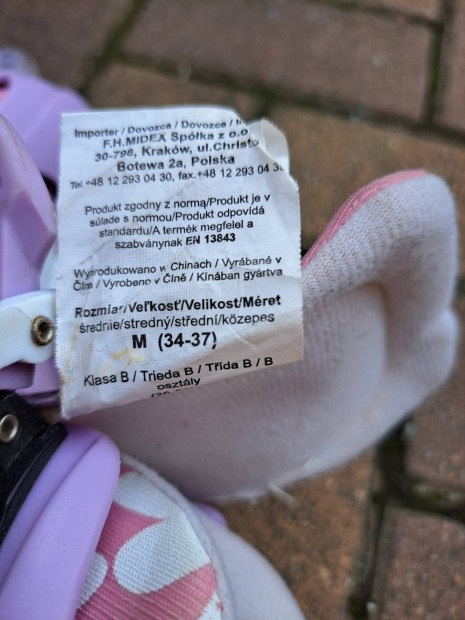 Importer / Dovozca / Dovozce /
F.H.MIDEX Spółka z o.o.
30-798, Kraków, ul.Christo
Botewa 2a, Polska
Tel.+48 12 293 04 30, fax.+48 12 293 04 3
Produkt zgodny z normą/Produkt je v
súlade s normou/Produkt odpovídá
standardu/A termék megfelel a
szabványnak EN 13843
Wyprodukowano w Chinach / Vyrábané v
Číne / Vyrobeno v Číně / Kínában gyártva
Rozmiar/Veľkosť/Velikost/Méret
średnie/stredný/střední/közepes
M (34-37)
Klasa B / Trieda B / Třída B / B
osztály